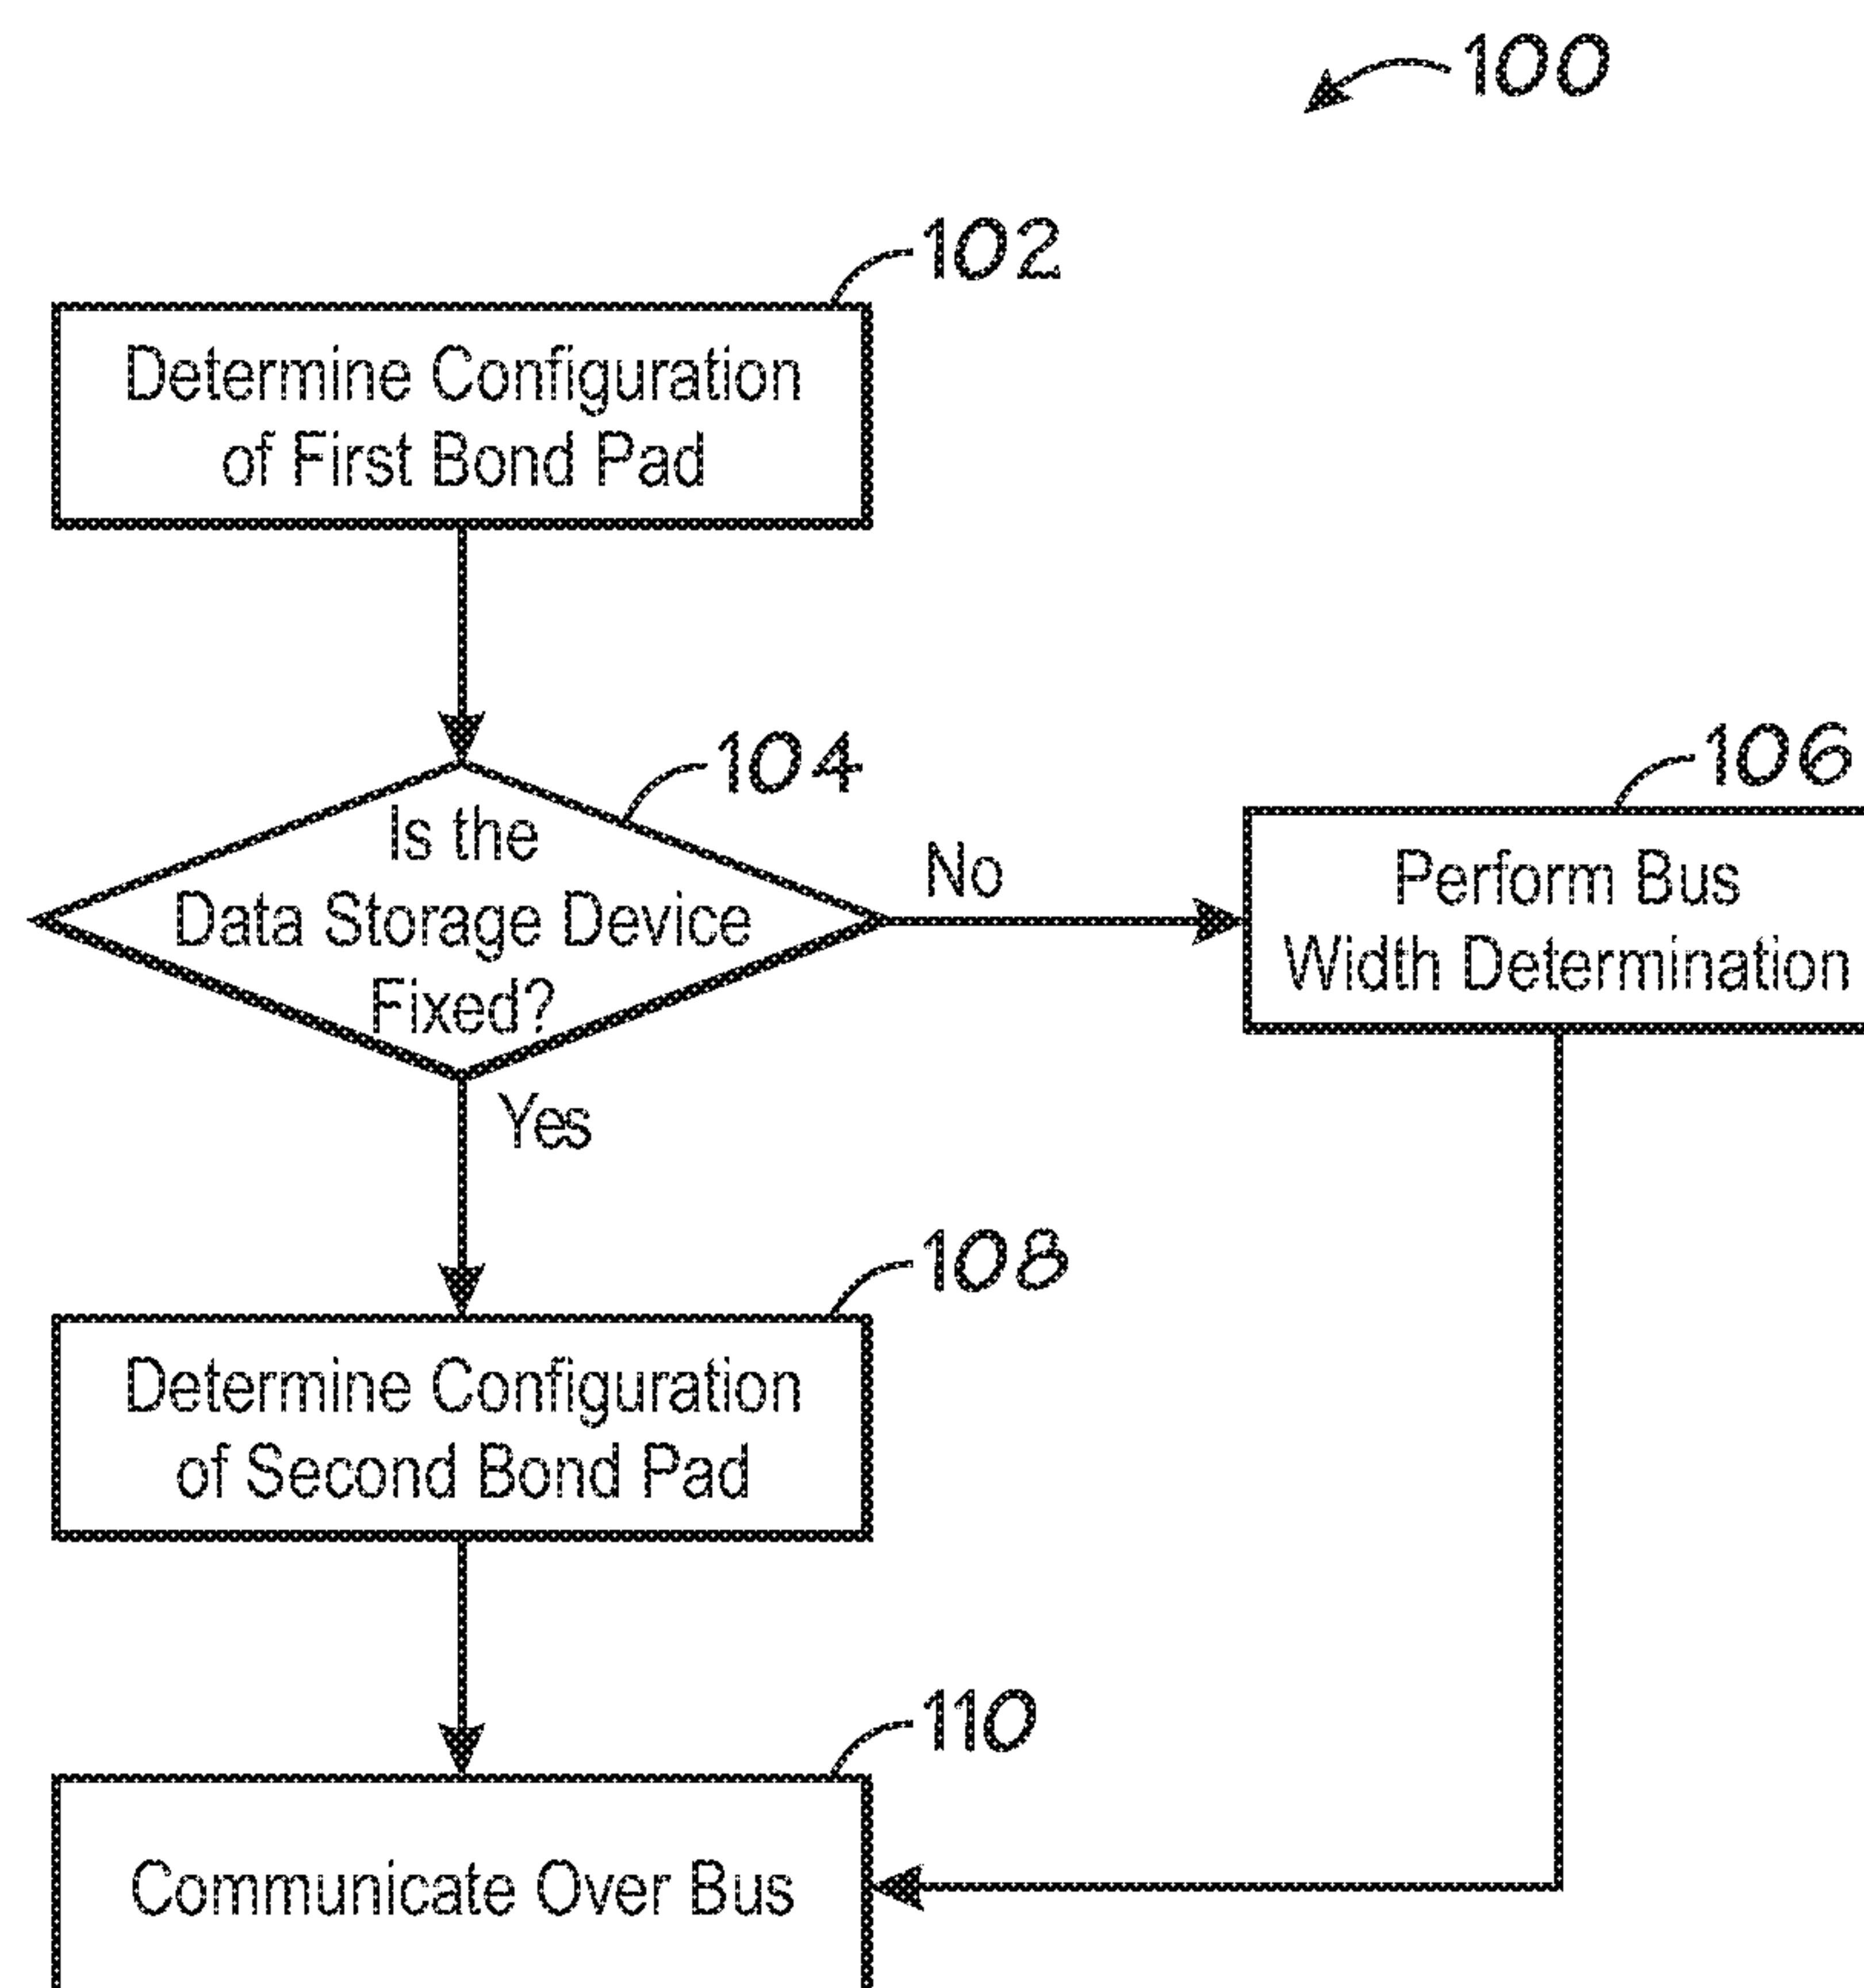 100
102
Determine Configuration
of First Bond Pad
104
Is the
Data Storage Device
Fixed?
No
106
Perform Bus
Width Determination
Yes
108
Determine Configuration
of Second Bond Pad
110
Communicate Over Bus